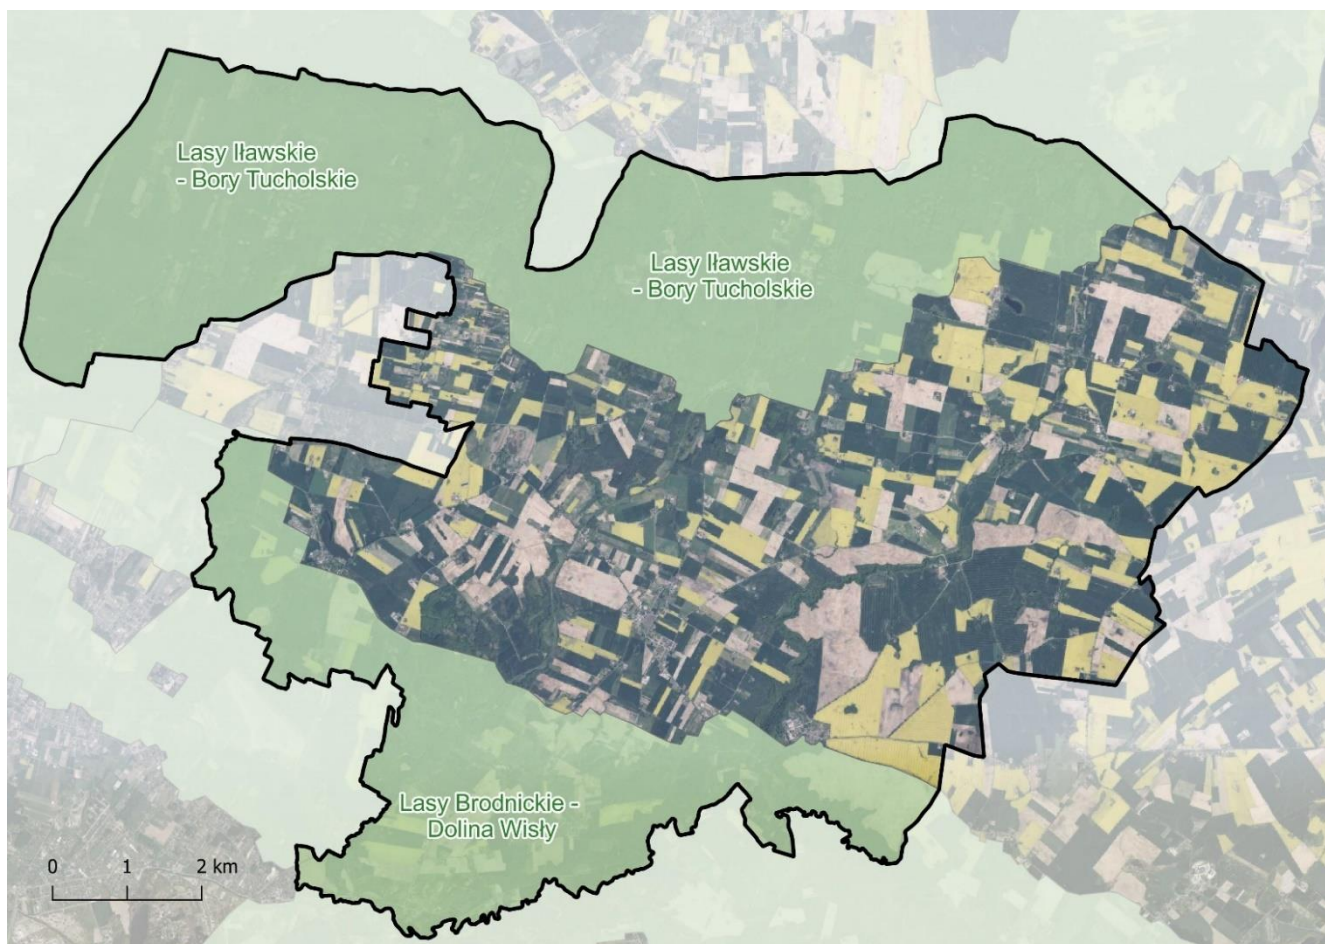 Lasy Iławskie
- Bory Tucholskie
Lasy Iławskie
- Bory Tucholskie
Lasy Brodnickie -
Dolina Wisły
0 1 2 km